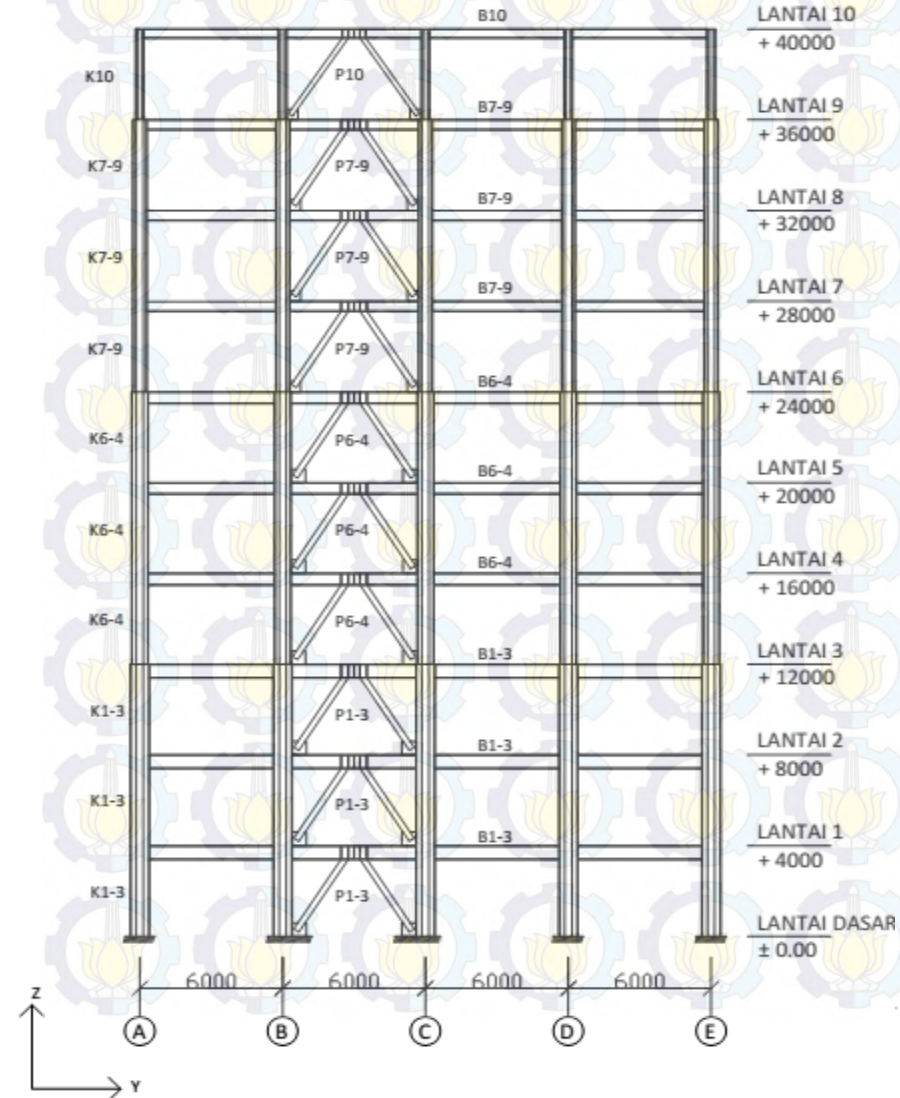 B10
LANTAI 10
+ 40000
K10
P10
B7-9
LANTAI 9
+ 36000
K7-9
P7-9
B7-9
LANTAI 8
+ 32000
K7-9
P7-9
B7-9
LANTAI 7
+ 28000
K7-9
P7-9
B6-4
LANTAI 6
+ 24000
K6-4
P6-4
B6-4
LANTAI 5
+ 20000
K6-4
P6-4
B6-4
LANTAI 4
+ 16000
K6-4
P6-4
B1-3
LANTAI 3
+ 12000
K1-3
P1-3
B1-3
LANTAI 2
+ 8000
K1-3
P1-3
B1-3
LANTAI 1
+ 4000
K1-3
P1-3
LANTAI DASAR
± 0.00
6000 6000 6000 6000
Z
A B C D E
Y